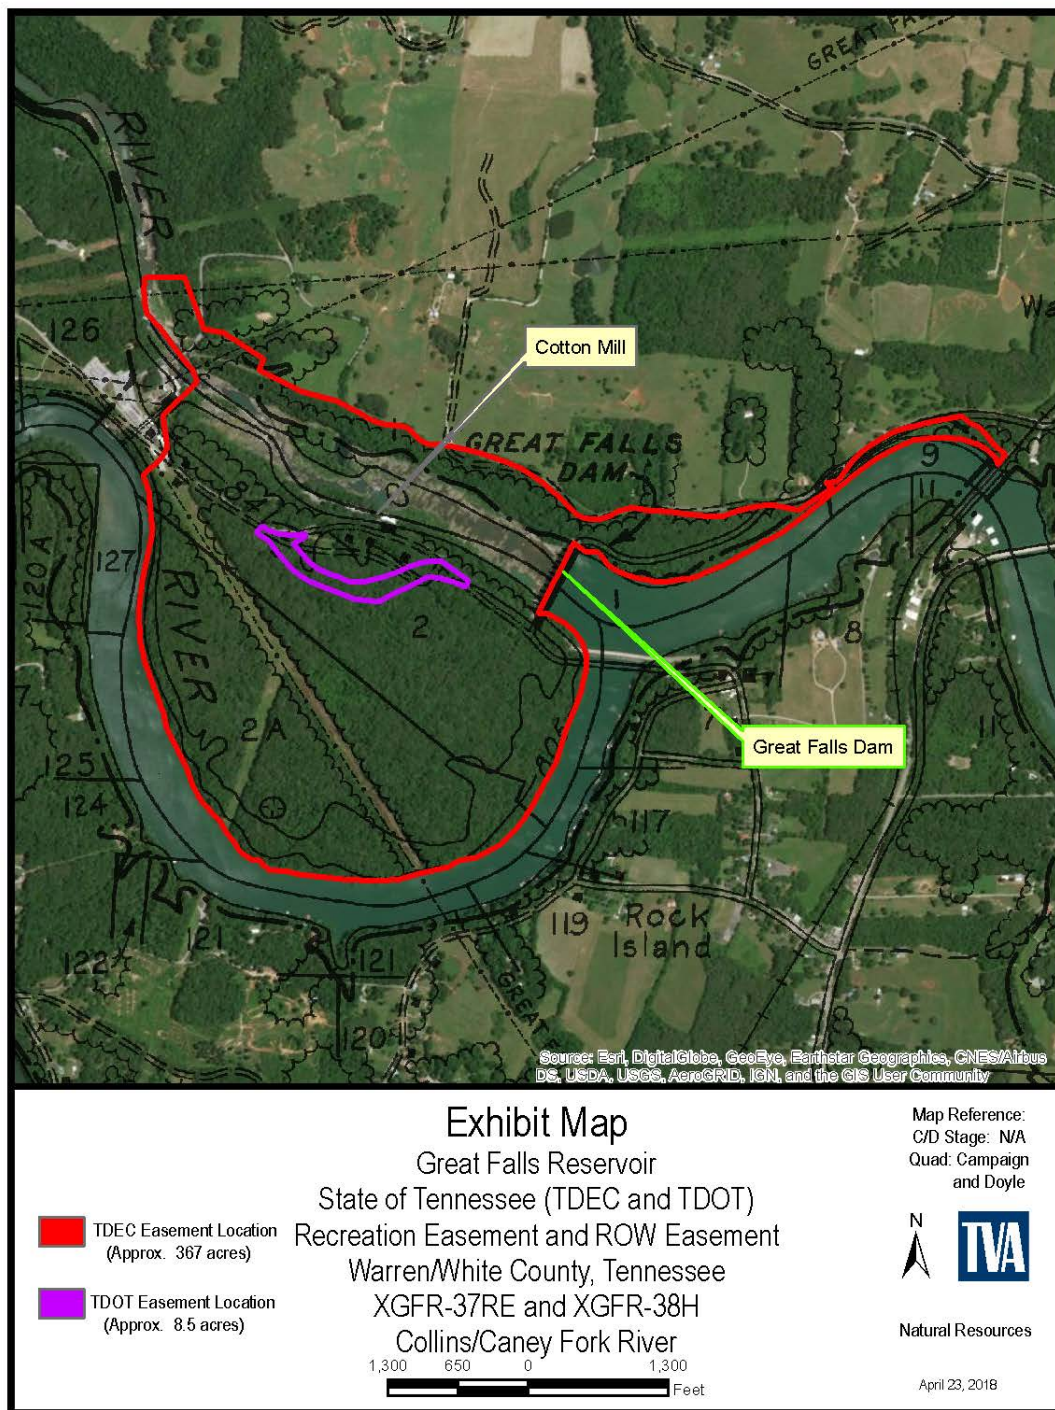 GREAT FALLS
RIVER
126
Cotton Mill
GREAT FALLS
DAM
9
11
8A
120A
127
RIVER
1
2
8
7
2A
11
Great Falls Dam
125
124
117
119
Rock
Island
121
122
121
120
GREAT
Source: Esri, DigitalGlobe, GeoEye, Earthstar Geographics, CNES/Airbus
DS, USDA, USGS, AeroGRID, IGN, and the GIS User Community
Exhibit Map
Great Falls Reservoir
State of Tennessee (TDEC and TDOT)
Recreation Easement and ROW Easement
Warren/White County, Tennessee
XGFR-37RE and XGFR-38H
Collins/Caney Fork River
1,300 650 0 1,300
Feet
TDEC Easement Location
(Approx. 367 acres)
TDOT Easement Location
(Approx. 8.5 acres)
Map Reference:
C/D Stage: N/A
Quad: Campaign
and Doyle
N
TVA
Natural Resources
April 23, 2018